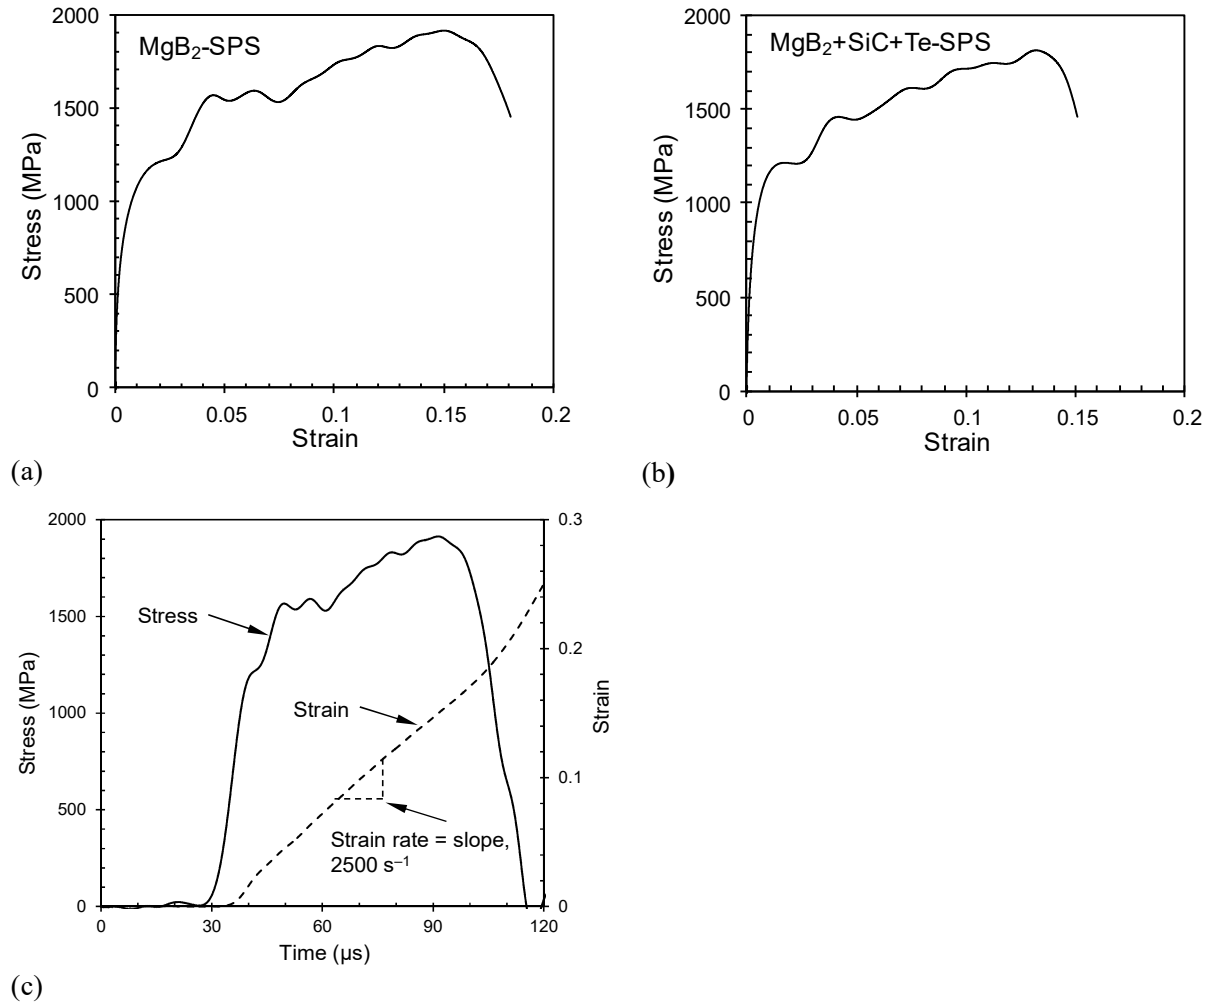 2000
1500
1000
500
0
0
0.05
0.1
0.15
0.2
Stress (MPa)
Strain
MgB₂-SPS
(a)
2000
1500
1000
500
0
0
0.05
0.1
0.15
0.2
Stress (MPa)
Strain
MgB₂+SiC+Te-SPS
(b)
2000
1500
1000
500
0
0.3
0.2
0.1
0
0
30
60
90
120
Stress (MPa)
Strain
Time (µs)
Stress
Strain
Strain rate = slope,
2500 s⁻¹
(c)